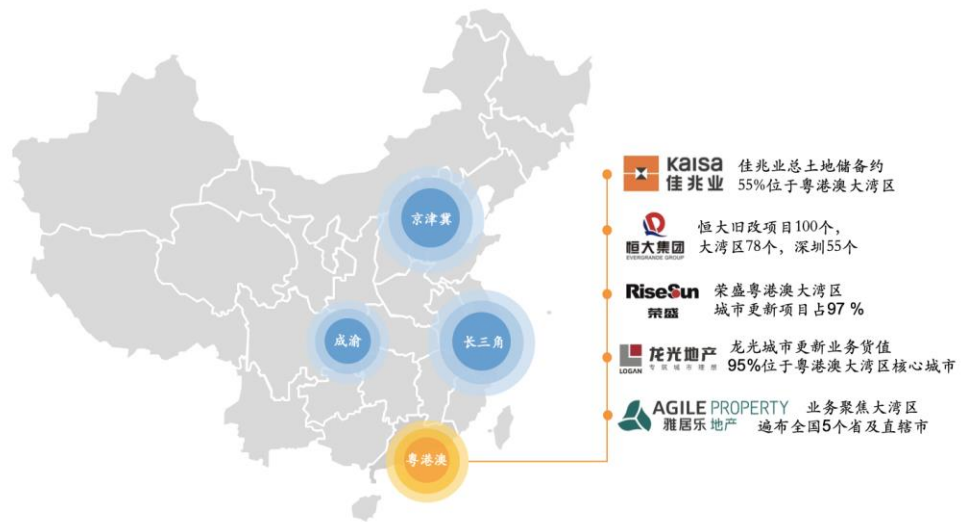 京津冀
成渝
长三角
粤港澳
Kaisa
佳兆业
佳兆业总土地储备约
55%位于粤港澳大湾区
恒大集团
EVERGRANDE GROUP
恒大旧改项目100个，
大湾区78个，深圳55个
RiseSun
荣盛
荣盛粤港澳大湾区
城市更新项目占97 %
LOGAN
龙光地产
专筑城市理想
龙光城市更新业务货值
95%位于粤港澳大湾区核心城市
AGILE PROPERTY
雅居乐地产
业务聚焦大湾区
遍布全国5个省及直辖市